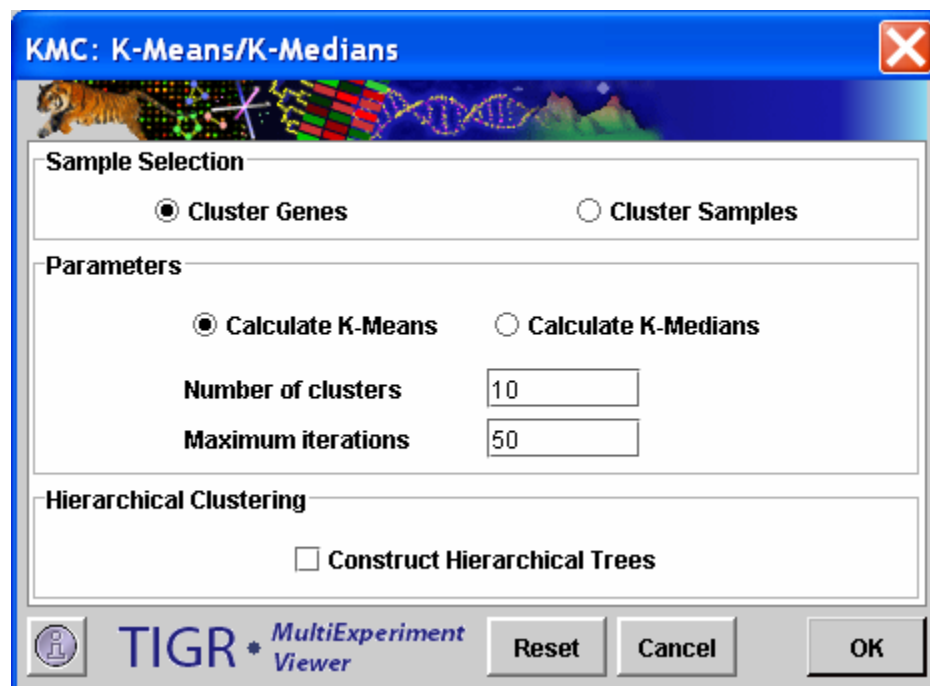 KMC: K-Means/K-Medians
Sample Selection
Cluster Genes Cluster Samples
Parameters
Calculate K-Means Calculate K-Medians
Number of clusters 10
Maximum iterations 50
Hierarchical Clustering
Construct Hierarchical Trees
TIGR MultiExperiment Viewer Reset Cancel OK